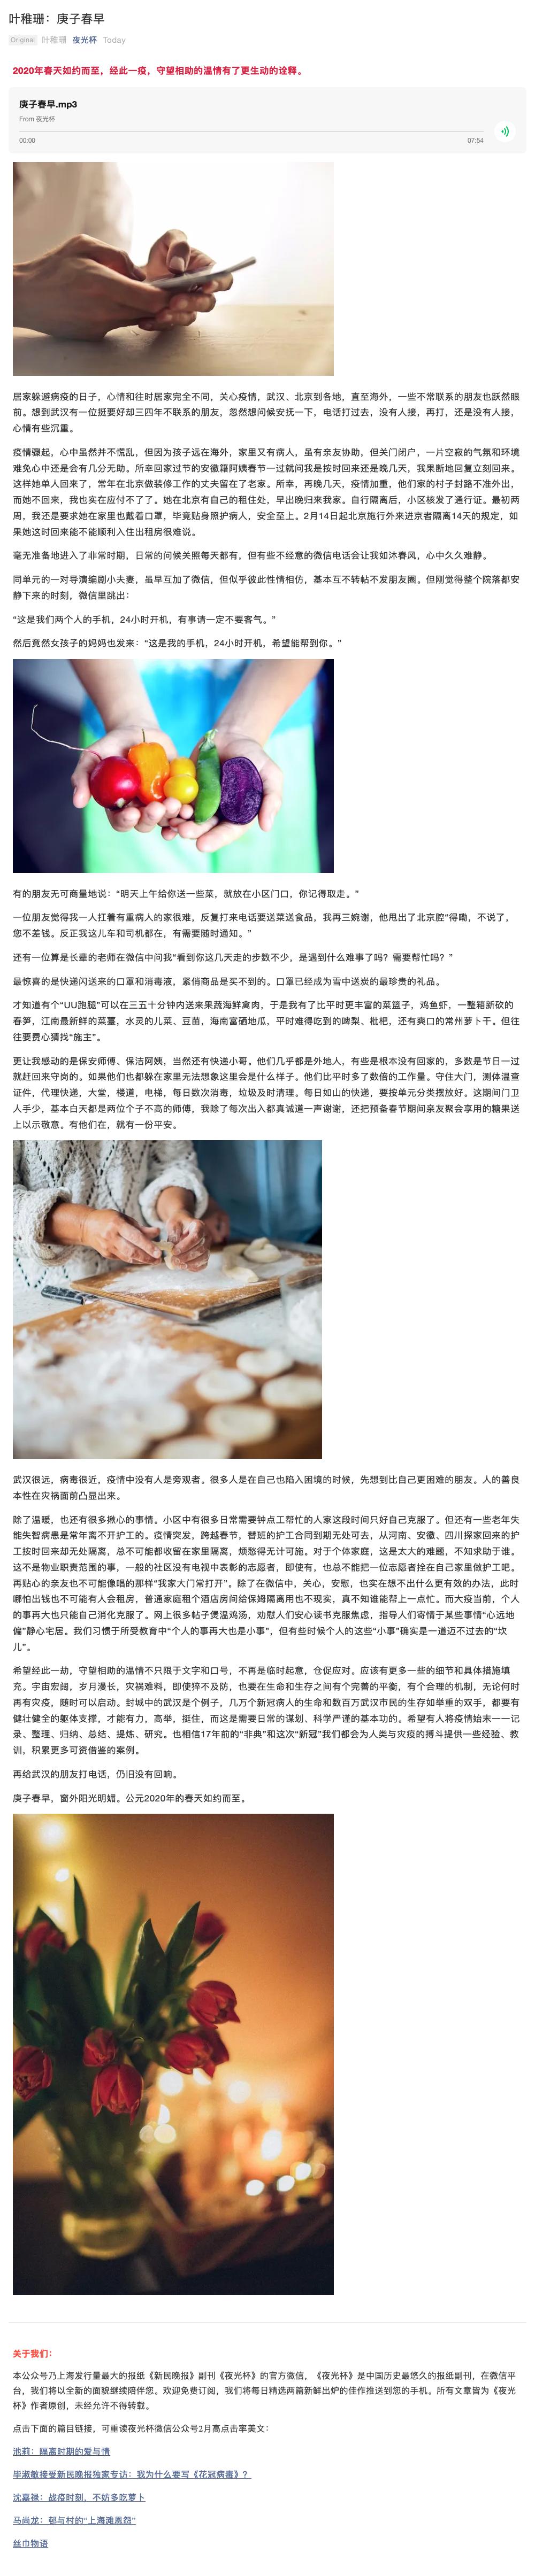 叶稚珊：庚子春早
Original 叶稚珊 夜光杯 Today
2020年春天如约而至，经此一疫，守望相助的温情有了更生动的诠释。
庚子春早.mp3
From 夜光杯
00:00 07:54
居家躲避病疫的日子，心情和往时居家完全不同，关心疫情，武汉、北京到各地，直至海外，一些不常联系的朋友也跃然眼
前。想到武汉有一位挺要好却三四年不联系的朋友，忽然想问候安抚一下，电话打过去，没有人接，再打，还是没有人接，
心情有些沉重。
疫情骤起，心中虽然并不慌乱，但因为孩子远在海外，家里又有病人，虽有亲友协助，但关门闭户，一片空寂的气氛和环境
难免心中还是会有几分无助。所幸回家过节的安徽籍阿姨春节一过就问我是按时回来还是晚几天，我果断地回复立刻回来。
这样她单人回来了，常年在北京做装修工作的丈夫留在了老家。所幸，再晚几天，疫情加重，他们家的村子封路不准外出，
而她不回来，我也实在应付不了了。她在北京有自己的租住处，早出晚归来我家。自行隔离后，小区核发了通行证。最初两
周，我还是要求她在家里也戴着口罩，毕竟贴身照护病人，安全至上。2月14日起北京施行外来进京者隔离14天的规定，如
果她这时回来能不能顺利入住出租房很难说。
毫无准备地进入了非常时期，日常的问候关照每天都有，但有些不经意的微信电话会让我如沐春风，心中久久难静。
同单元的一对导演编剧小夫妻，虽早互加了微信，但似乎彼此性情相仿，基本互不转帖不发朋友圈。但刚觉得整个院落都安
静下来的时刻，微信里跳出：
“这是我们两个人的手机，24小时开机，有事请一定不要客气。”
然后竟然女孩子的妈妈也发来：“这是我的手机，24小时开机，希望能帮到你。”
有的朋友无可商量地说：“明天上午给你送一些菜，就放在小区门口，你记得取走。”
一位朋友觉得我一人扛着有重病人的家很难，反复打来电话要送菜送食品，我再三婉谢，他甩出了北京腔“得嘞，不说了，
您不差钱。反正我这儿车和司机都在，有需要随时通知。”
还有一位算是长辈的老师在微信中问我“看到你这几天走的步数不少，是遇到什么难事了吗？需要帮忙吗？”
最惊喜的是快递闪送来的口罩和消毒液，紧俏商品是买不到的。口罩已经成为雪中送炭的最珍贵的礼品。
才知道有个“UU跑腿”可以在三五十分钟内送来果蔬海鲜禽肉，于是我有了比平时更丰富的菜篮子，鸡鱼虾，一整箱新砍的
春笋，江南最新鲜的菜薹，水灵的儿菜、豆苗，海南富硒地瓜，平时难得吃到的啤梨、枇杷，还有爽口的常州萝卜干。但往
往要费心猜找“施主”。
更让我感动的是保安师傅、保洁阿姨，当然还有快递小哥。他们几乎都是外地人，有些是根本没有回家的，多数是节日一过
就赶回来守岗的。如果他们也都躲在家里无法想象这里会是什么样子。他们比平时多了数倍的工作量。守住大门，测体温查
证件，代理快递，大堂，楼道，电梯，每日数次消毒，垃圾及时清理。每日如山的快递，要按单元分类摆放好。这期间门卫
人手少，基本白天都是两位个子不高的师傅，我除了每次出入都真诚道一声谢谢，还把预备春节期间亲友聚会享用的糖果送
上以示敬意。有他们在，就有一份平安。
武汉很远，病毒很近，疫情中没有人是旁观者。很多人是在自己也陷入困境的时候，先想到比自己更困难的朋友。人的善良
本性在灾祸面前凸显出来。
除了温暖，也还有很多揪心的事情。小区中有很多日常需要钟点工帮忙的人家这段时间只好自己克服了。但还有一些老年失
能失智病患是常年离不开护工的。疫情突发，跨越春节，替班的护工合同到期无处可去，从河南、安徽、四川探家回来的护
工按时回来却无处隔离，总不可能都收留在家里隔离，烦愁得无计可施。对于个体家庭，这是太大的难题，不知求助于谁。
这不是物业职责范围的事，一般的社区没有电视中表彰的志愿者，即使有，也总不能把一位志愿者拴在自己家里做护工吧。
再贴心的亲友也不可能像唱的那样“我家大门常打开”。除了在微信中，关心，安慰，也实在想不出什么更有效的办法，此时
哪怕出钱也不可能有人会租房，普通家庭租个酒店房间给保姆隔离用也不现实，真不知谁能帮上一点忙。而大疫当前，个人
的事再大也只能自己消化克服了。网上很多帖子煲温鸡汤，劝慰人们安心读书克服焦虑，指导人们寄情于某些事情“心远地
偏”静心宅居。我们习惯于所受教育中“个人的事再大也是小事”，但有些时候个人的这些“小事”确实是一道迈不过去的“坎
儿”。
希望经此一劫，守望相助的温情不只限于文字和口号，不再是临时起意，仓促应对。应该有更多一些的细节和具体措施填
充。宇宙宏阔，岁月漫长，灾祸难料，即使猝不及防，也要在生命和生存之间有个完善的平衡，有个合理的机制，无论何时
再有灾疫，随时可以启动。封城中的武汉是个例子，几万个新冠病人的生命和数百万武汉市民的生存如举重的双手，都要有
健壮健全的躯体支撑，才能有力，高举，挺住，而这是需要日常的谋划、科学严谨的基本功的。希望有人将疫情始末一一记
录、整理、归纳、总结、提炼、研究。也相信17年前的“非典”和这次“新冠”我们都会为人类与灾疫的搏斗提供一些经验、教
训，积累更多可资借鉴的案例。
再给武汉的朋友打电话，仍旧没有回响。
庚子春早，窗外阳光明媚。公元2020年的春天如约而至。
关于我们：
本公众号乃上海发行量最大的报纸《新民晚报》副刊《夜光杯》的官方微信，《夜光杯》是中国历史最悠久的报纸副刊，在微信平
台，我们将以全新的面貌继续陪伴您。欢迎免费订阅，我们将每日精选两篇新鲜出炉的佳作推送到您的手机。所有文章皆为《夜光
杯》作者原创，未经允许不得转载。
点击下面的篇目链接，可重读夜光杯微信公众号2月高点击率美文：
池莉：隔离时期的爱与情
毕淑敏接受新民晚报独家专访：我为什么要写《花冠病毒》？
沈嘉禄：战疫时刻，不妨多吃萝卜
马尚龙：邨与村的“上海滩恩怨”
丝巾物语